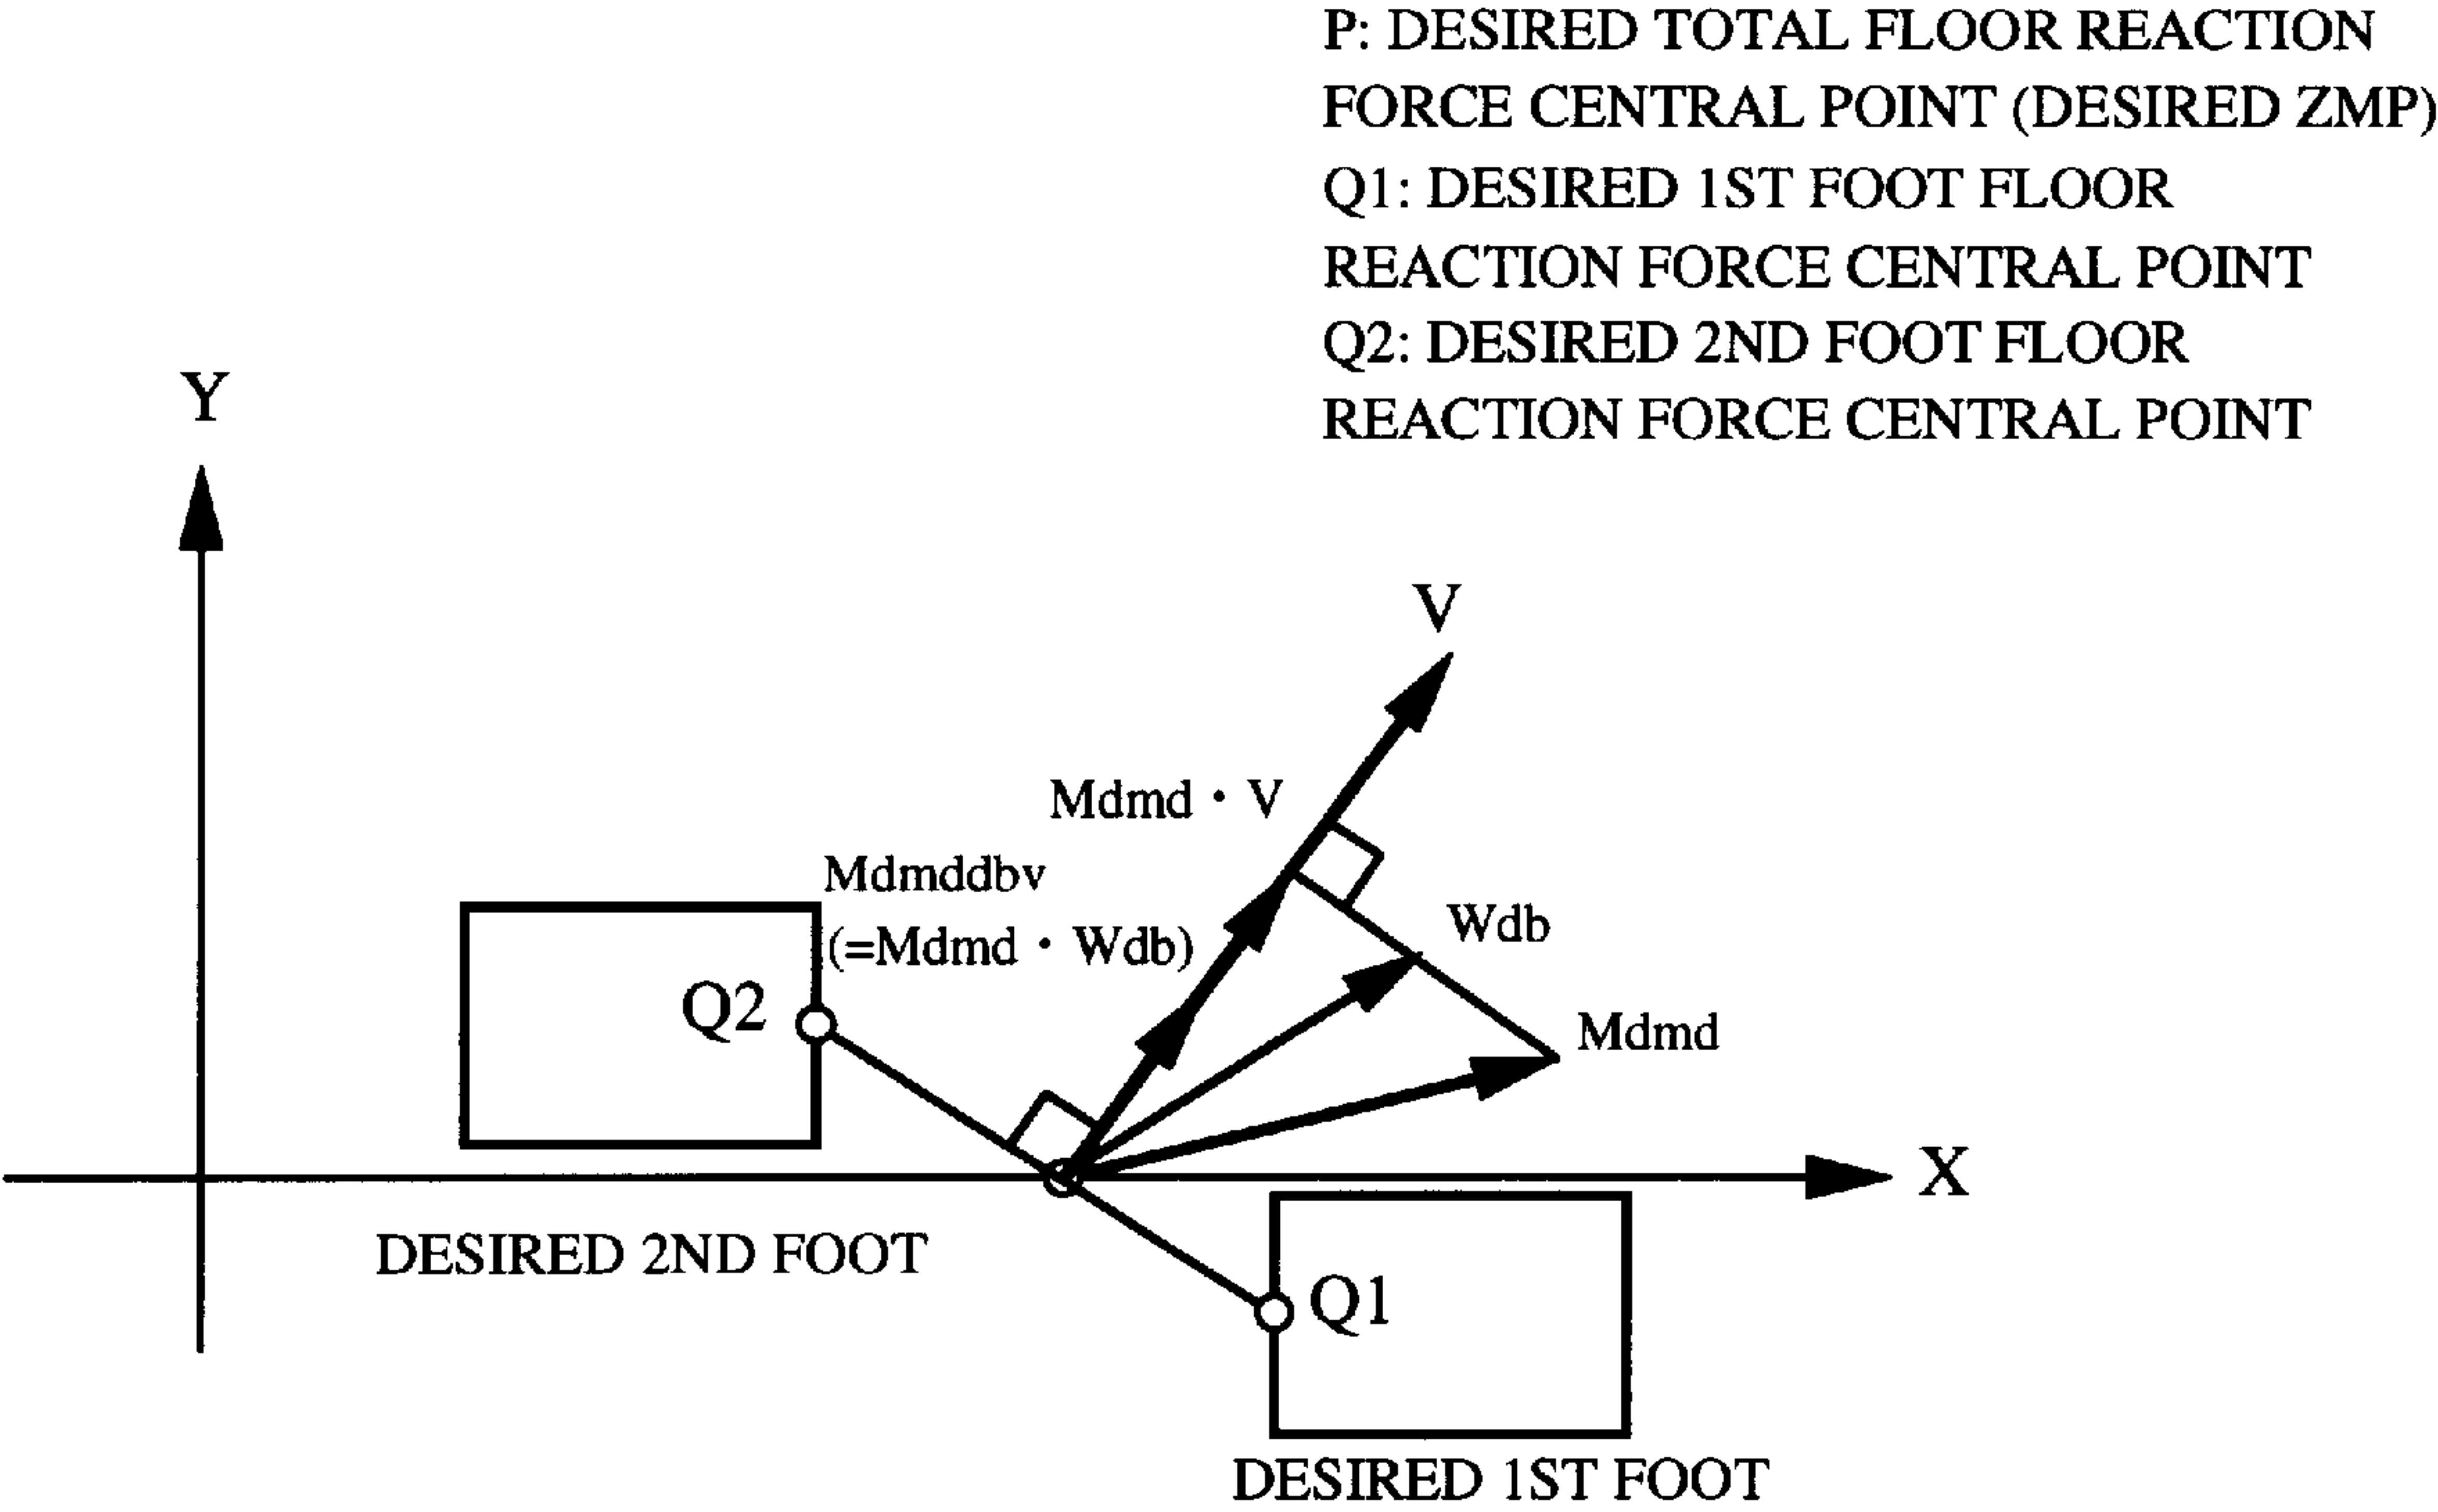 P: DESIRED TOTAL FLOOR REACTION
FORCE CENTRAL POINT (DESIRED ZMP)
Q1: DESIRED 1ST FOOT FLOOR
REACTION FORCE CENTRAL POINT
Q2: DESIRED 2ND FOOT FLOOR
REACTION FORCE CENTRAL POINT
Y
V
Mdmd · V
Mdmddbv
(=Mdmd · Wdb)
Wdb
Q2
Mdmd
X
DESIRED 2ND FOOT
Q1
DESIRED 1ST FOOT